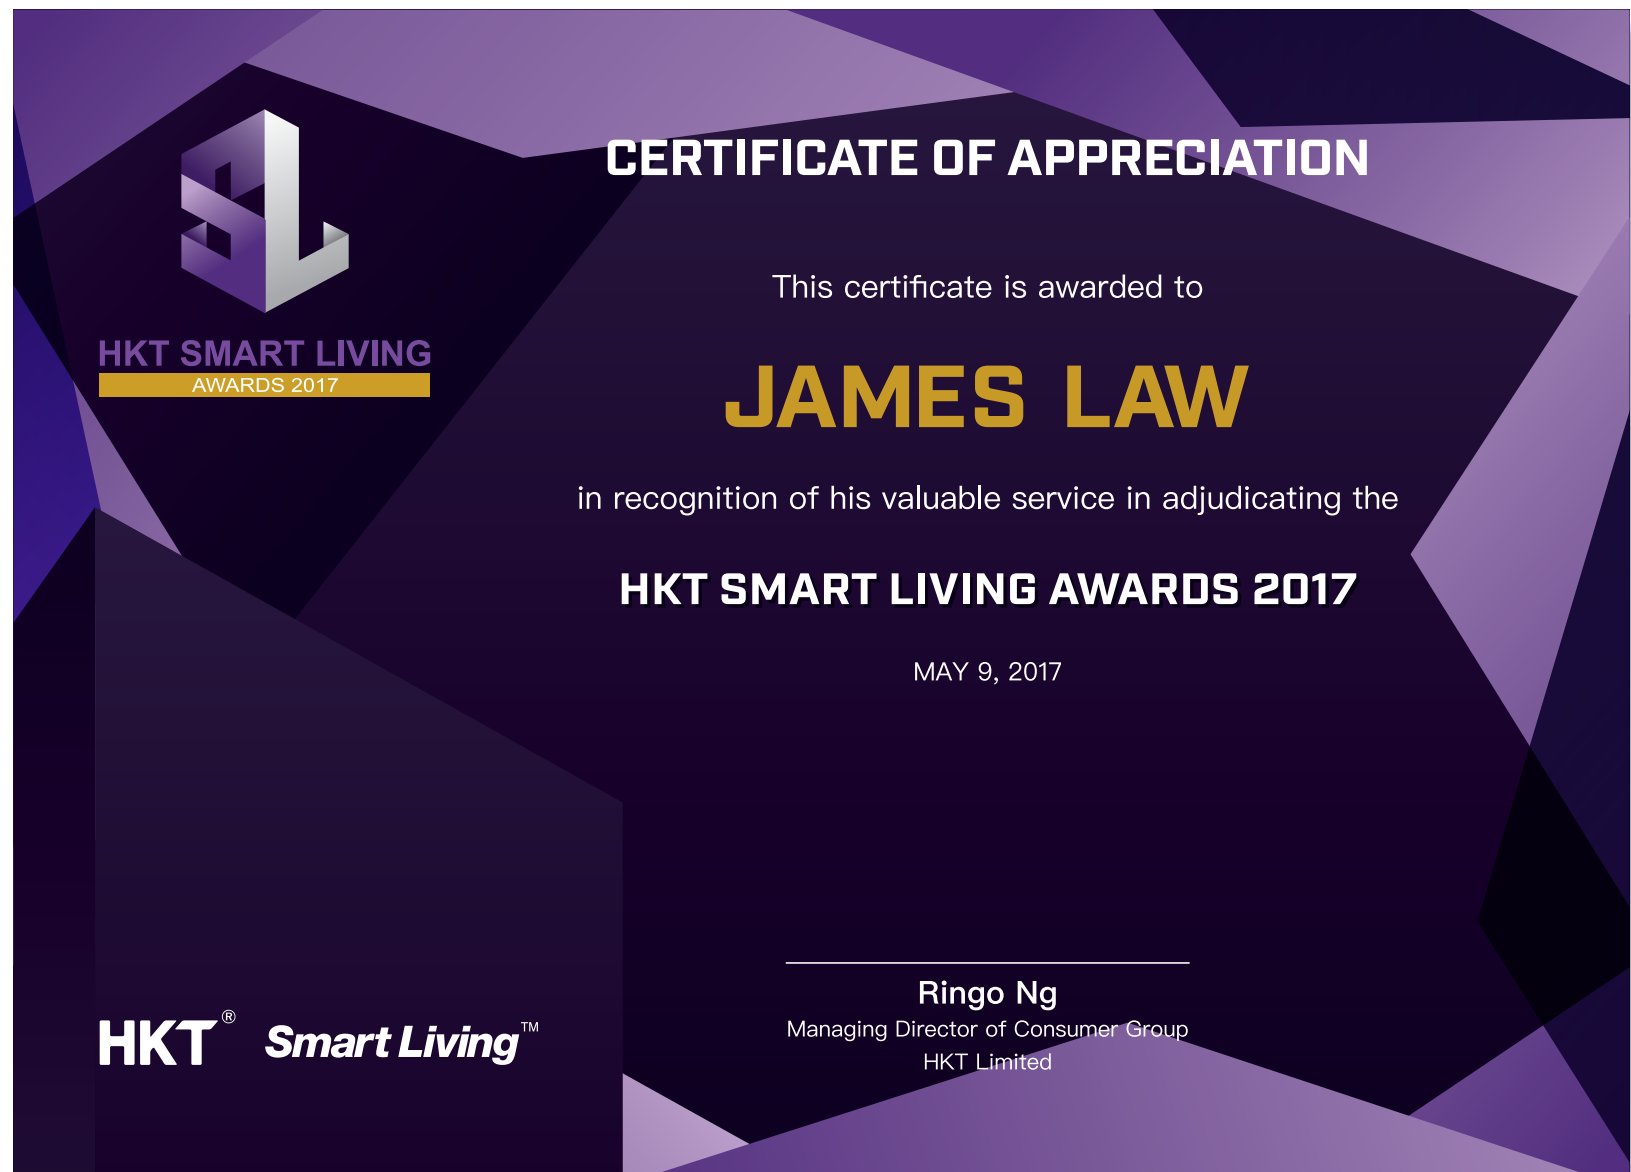 CERTIFICATE OF APPRECIATION
This certificate is awarded to
JAMES LAW
in recognition of his valuable service in adjudicating the
HKT SMART LIVING AWARDS 2017
MAY 9, 2017
SL
HKT SMART LIVING
AWARDS 2017
Ringo Ng
Managing Director of Consumer Group
HKT Limited
HKT® Smart Living™